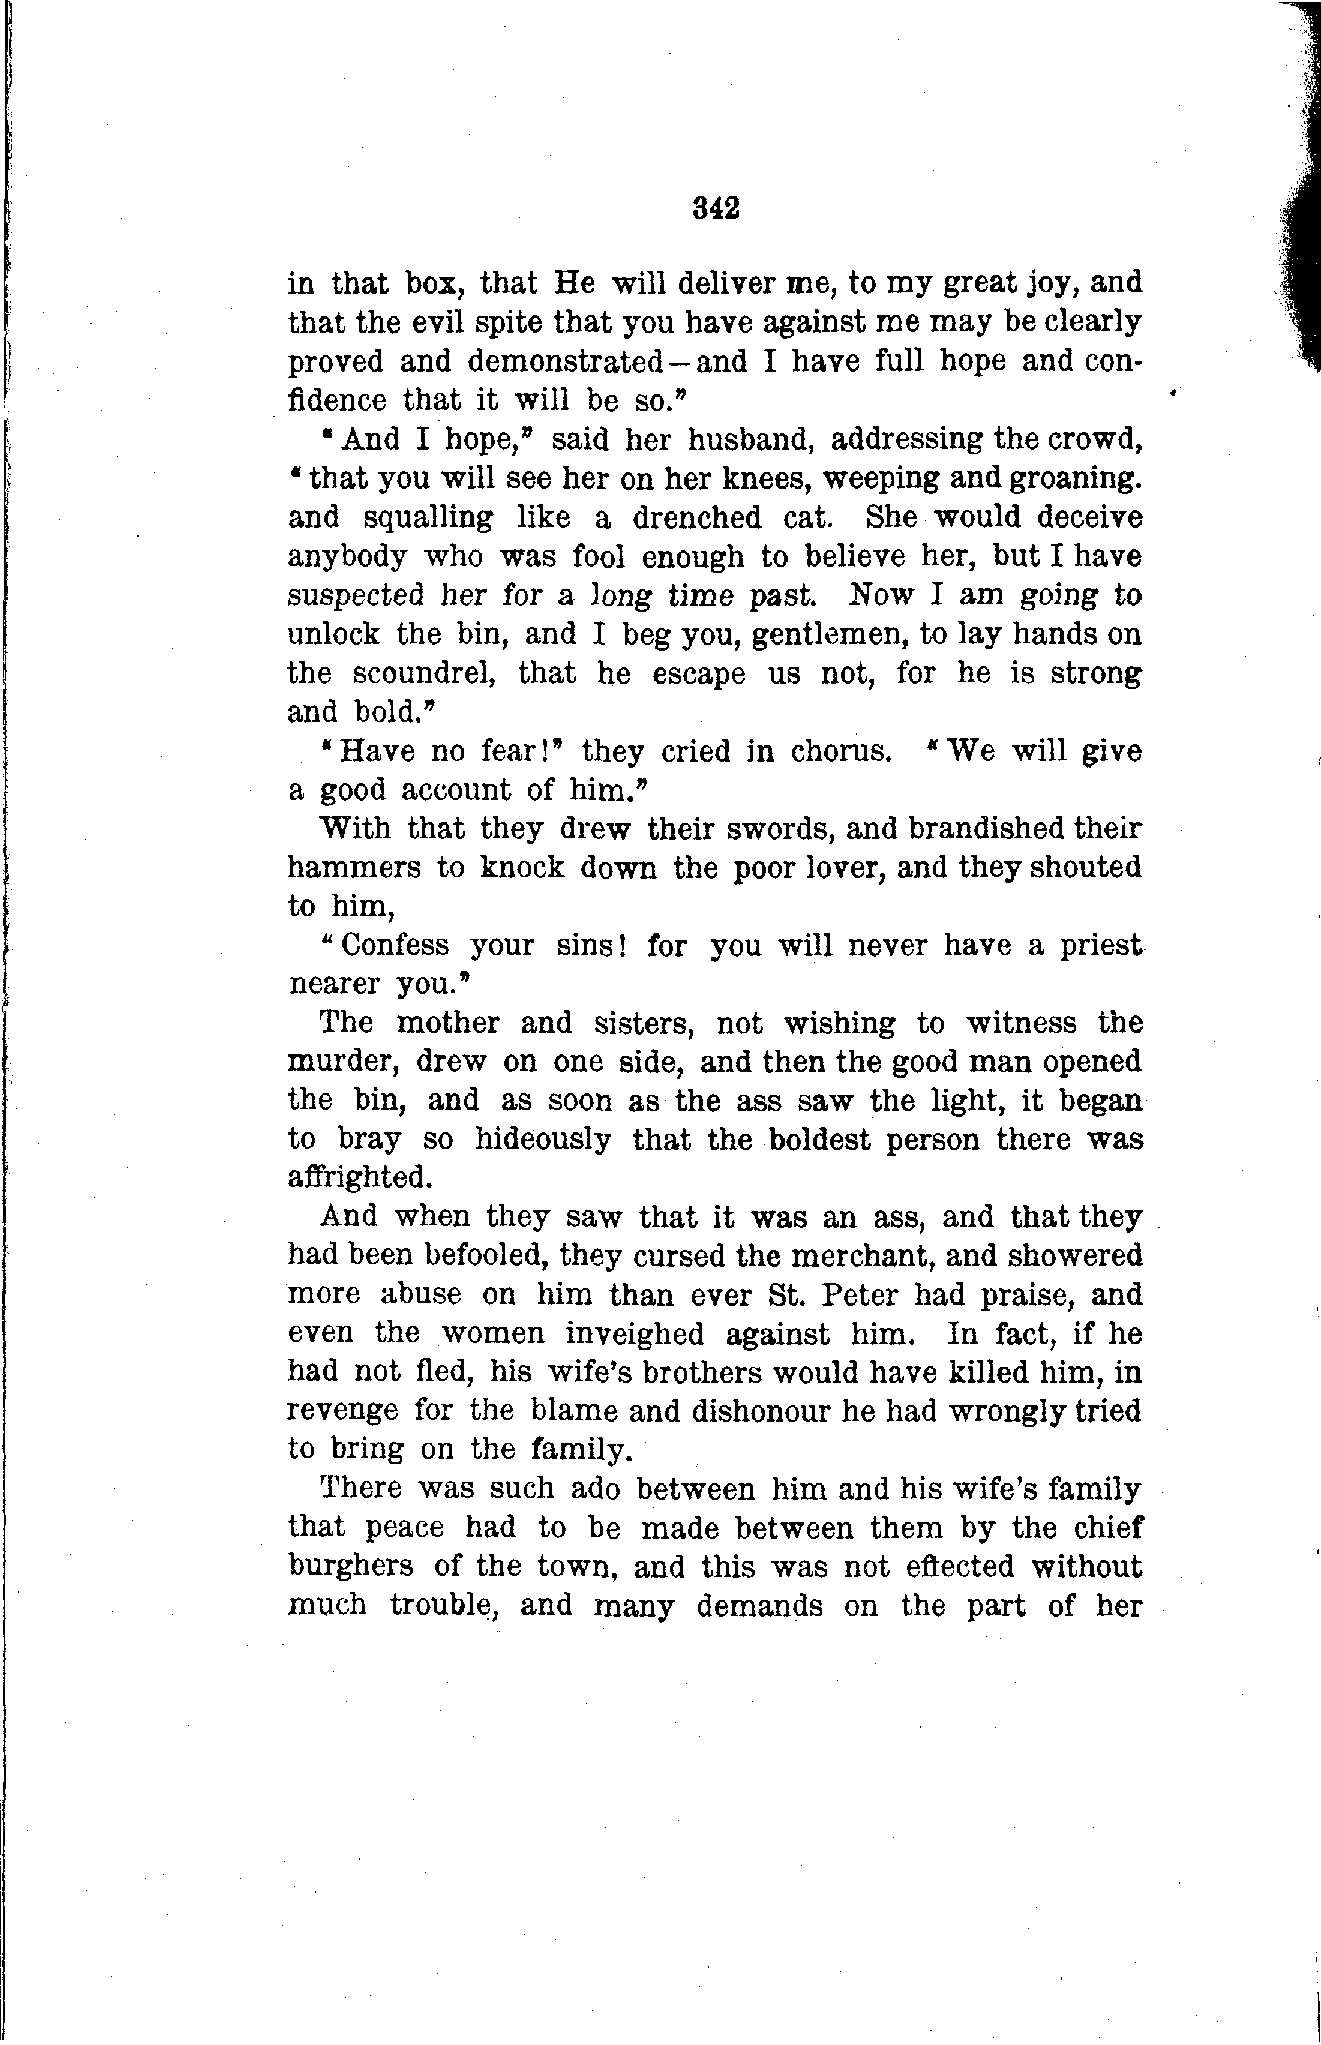 342
in that box, that He will deliver me, to my great joy, and
that the evil spite that you have against me may be clearly
proved and demonstrated—and I have full hope and con-
fidence that it will be so."
"And I hope," said her husband, addressing the crowd,
"that you will see her on her knees, weeping and groaning.
and squalling like a drenched cat. She would deceive
anybody who was fool enough to believe her, but I have
suspected her for a long time past. Now I am going to
unlock the bin, and I beg you, gentlemen, to lay hands on
the scoundrel, that he escape us not, for he is strong
and bold."
"Have no fear!" they cried in chorus. "We will give
a good account of him."
With that they drew their swords, and brandished their
hammers to knock down the poor lover, and they shouted
to him,
"Confess your sins! for you will never have a priest
nearer you."
The mother and sisters, not wishing to witness the
murder, drew on one side, and then the good man opened
the bin, and as soon as the ass saw the light, it began
to bray so hideously that the boldest person there was
affrighted.
And when they saw that it was an ass, and that they
had been befooled, they cursed the merchant, and showered
more abuse on him than ever St. Peter had praise, and
even the women inveighed against him. In fact, if he
had not fled, his wife's brothers would have killed him, in
revenge for the blame and dishonour he had wrongly tried
to bring on the family.
There was such ado between him and his wife's family
that peace had to be made between them by the chief
burghers of the town, and this was not effected without
much trouble, and many demands on the part of her